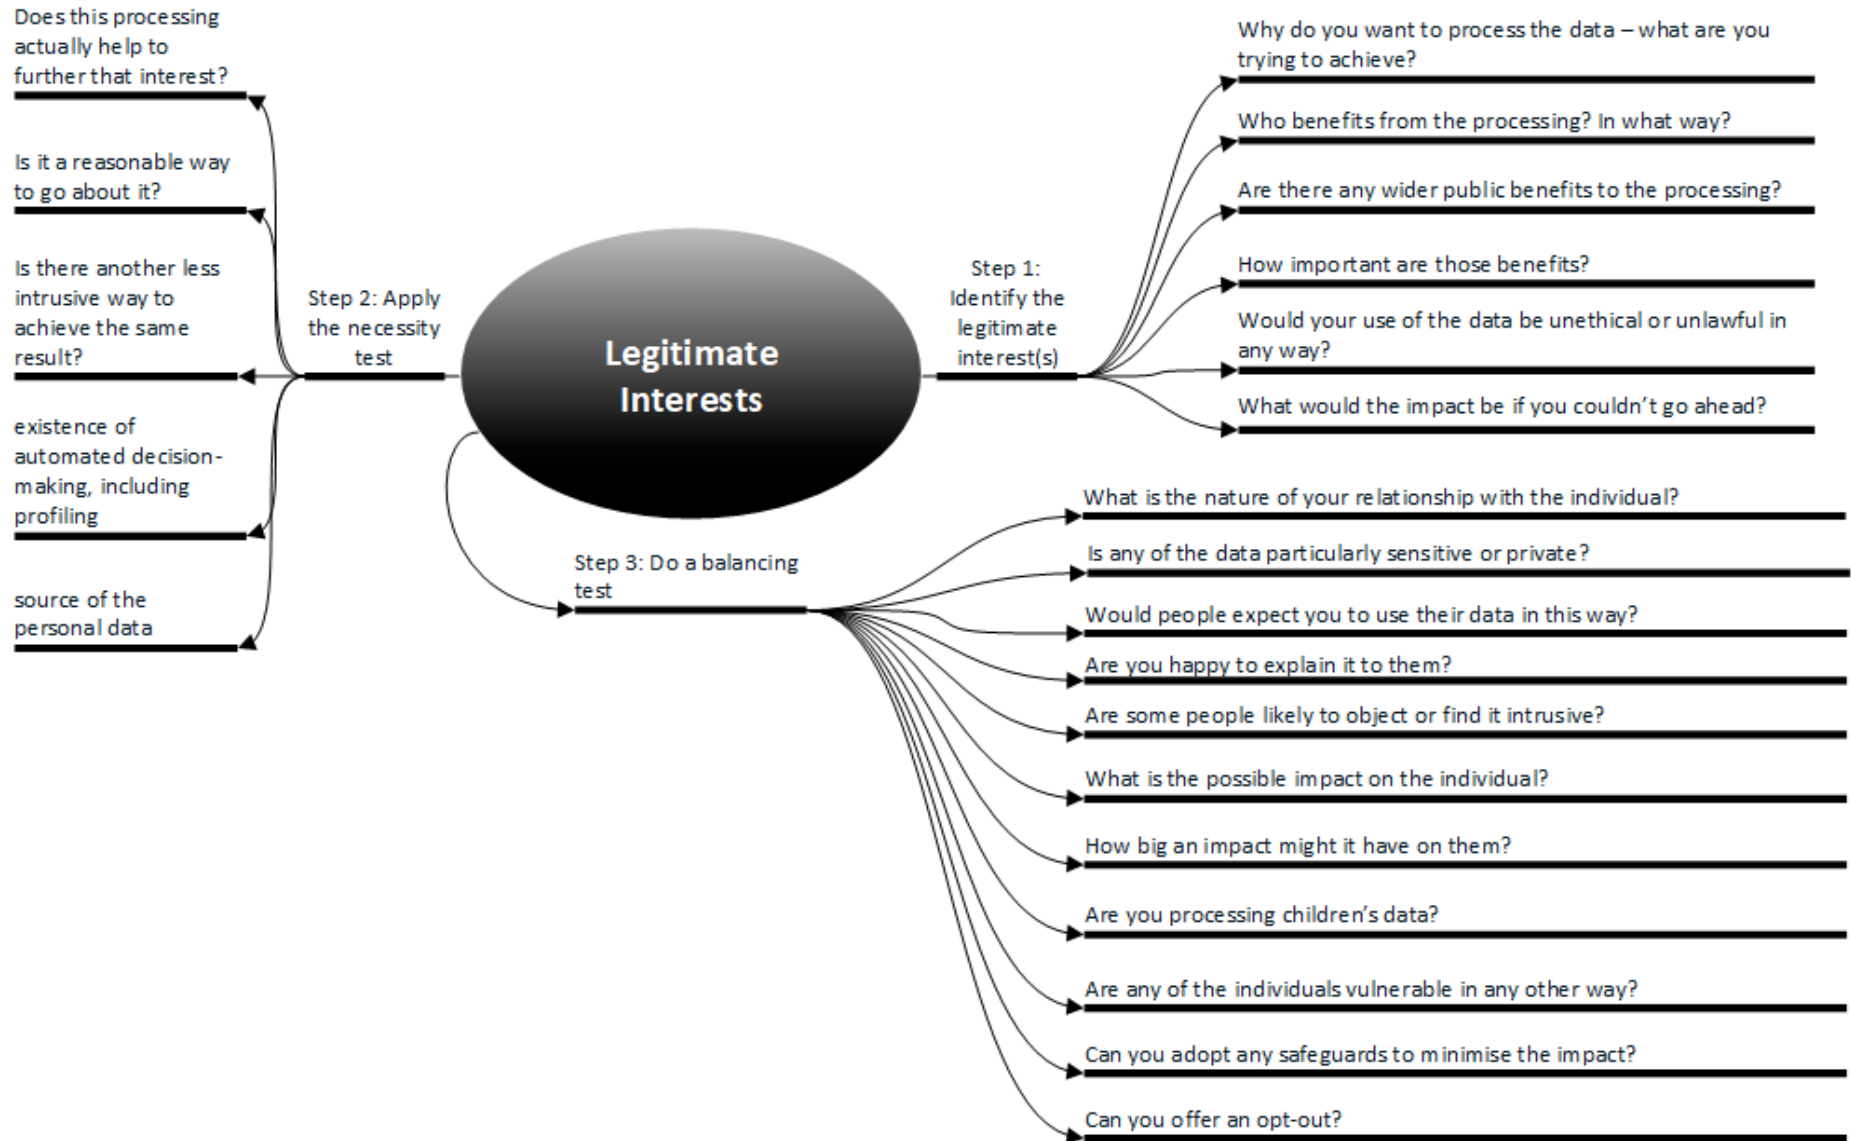 Legitimate
Interests
Step 1:
Identify the
legitimate
interest(s)
Why do you want to process the data – what are you
trying to achieve?
Who benefits from the processing? In what way?
Are there any wider public benefits to the processing?
How important are those benefits?
Would your use of the data be unethical or unlawful in
any way?
What would the impact be if you couldn’t go ahead?
Step 2: Apply
the necessity
test
Does this processing
actually help to
further that interest?
Is it a reasonable way
to go about it?
Is there another less
intrusive way to
achieve the same
result?
existence of
automated decision-
making, including
profiling
source of the
personal data
Step 3: Do a balancing
test
What is the nature of your relationship with the individual?
Is any of the data particularly sensitive or private?
Would people expect you to use their data in this way?
Are you happy to explain it to them?
Are some people likely to object or find it intrusive?
What is the possible impact on the individual?
How big an impact might it have on them?
Are you processing children’s data?
Are any of the individuals vulnerable in any other way?
Can you adopt any safeguards to minimise the impact?
Can you offer an opt-out?